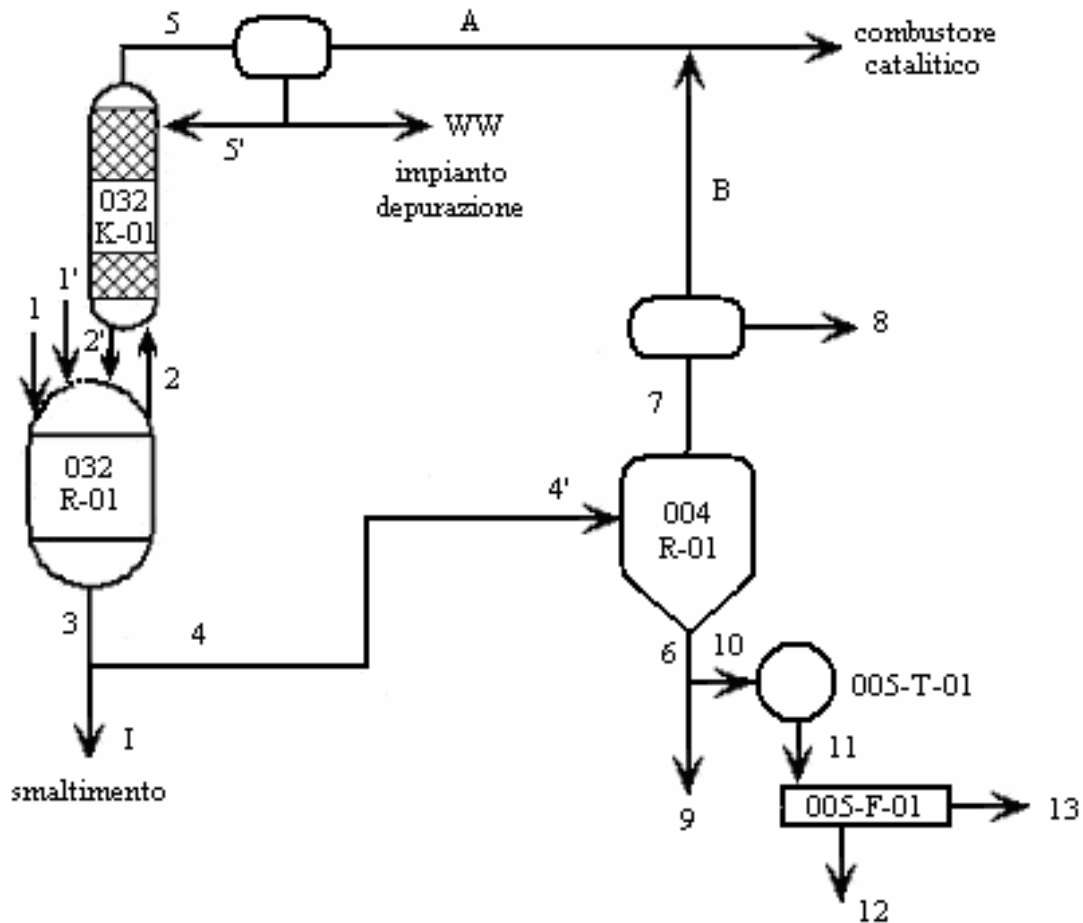 5
A
combustore
catalitico
WW
5'
impianto
depurazione
032
K-01
B
1
1'
2'
2
8
7
032
R-01
4'
004
R-01
3
4
6
10
005-T-01
I
11
smaltimento
9
005-F-01
13
12